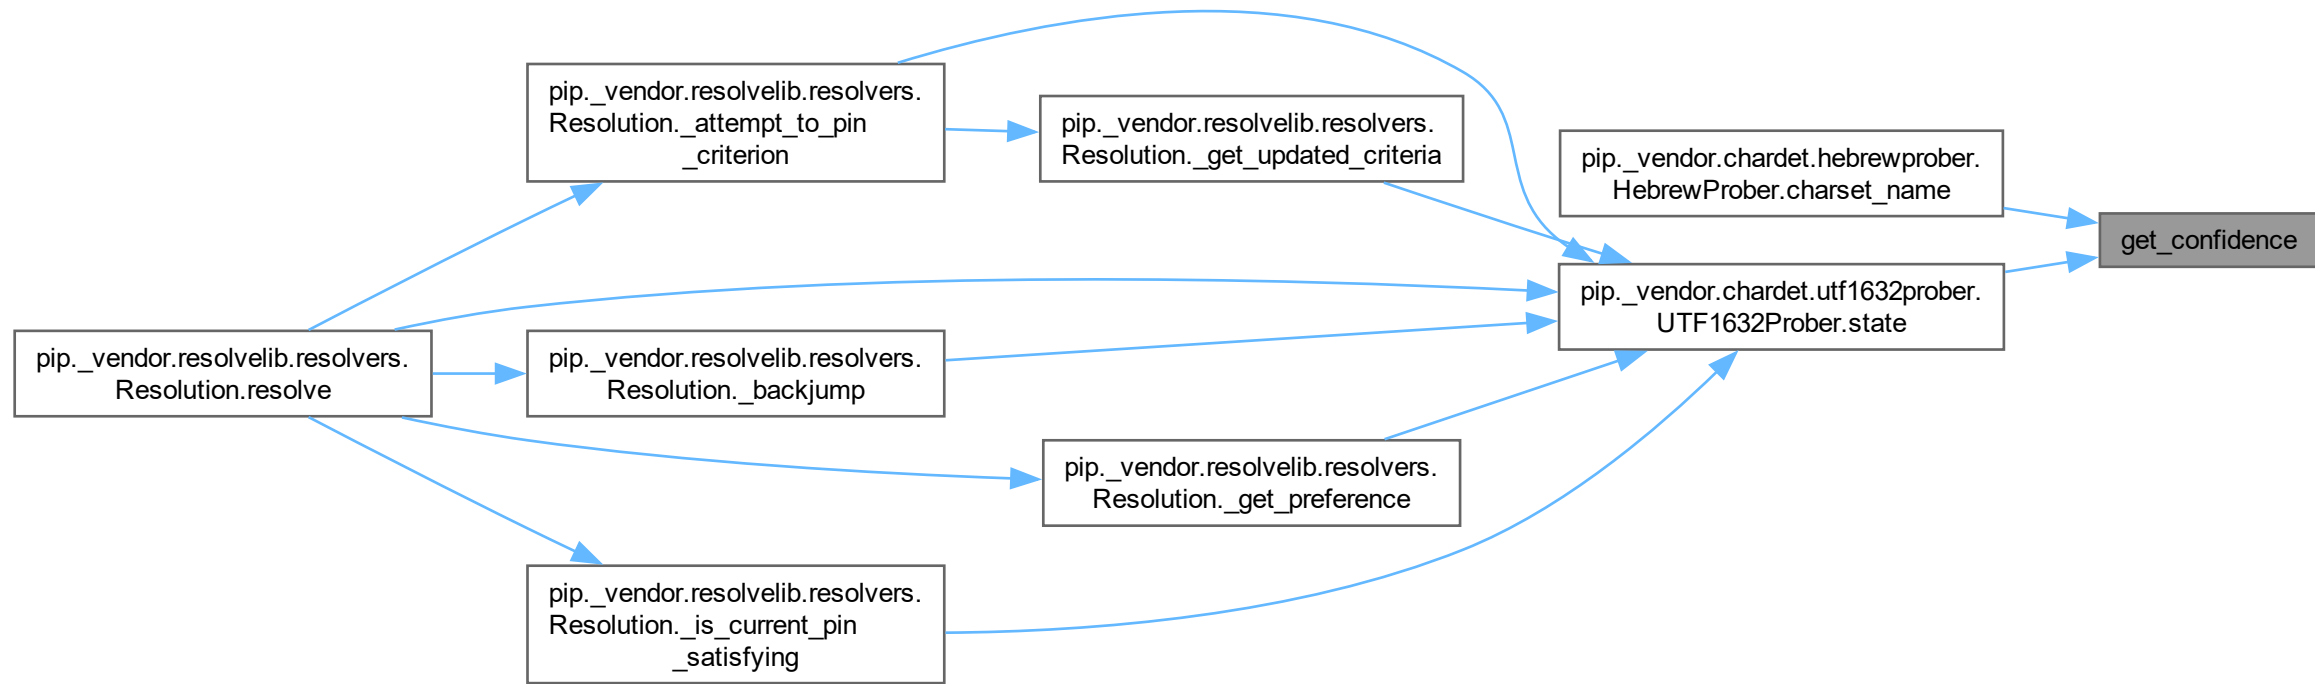 pip._vendor.resolvelib.resolvers.
Resolution._attempt_to_pin
_criterion
pip._vendor.resolvelib.resolvers.
Resolution._get_updated_criteria
pip._vendor.chardet.hebrewprober.
HebrewProber.charset_name
get_confidence
pip._vendor.chardet.utf1632prober.
UTF1632Prober.state
pip._vendor.resolvelib.resolvers.
Resolution.resolve
pip._vendor.resolvelib.resolvers.
Resolution._backjump
pip._vendor.resolvelib.resolvers.
Resolution._get_preference
pip._vendor.resolvelib.resolvers.
Resolution._is_current_pin
_satisfying